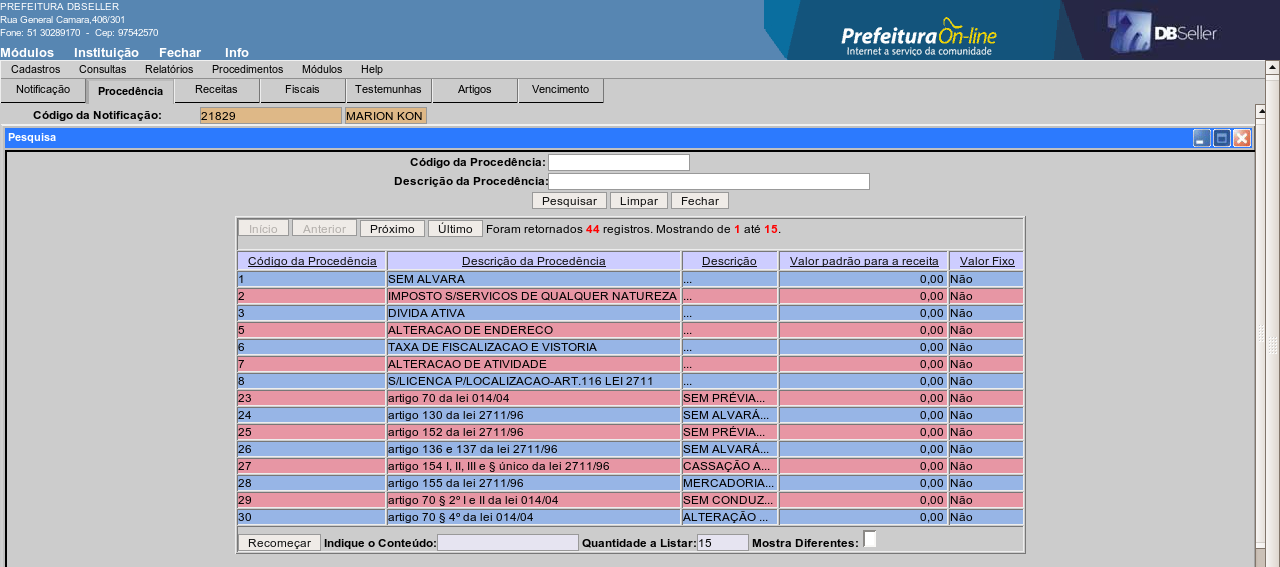 PREFEITURA DBSELLER
Rua General Camara,406/301
Fone: 51 30289170 - Cep: 97542570
Módulos Instituição Fechar Info
Prefeitura On-line
Internet a serviço da comunidade
DBSeller
Cadastros Consultas Relatórios Procedimentos Módulos Help
Notificação Procedência Receitas Fiscais Testemunhas Artigos Vencimento
Código da Notificação: 21829 MARION KON
Pesquisa
Código da Procedência:
Descrição da Procedência:
Pesquisar Limpar Fechar
Início Anterior Próximo Último Foram retornados 44 registros. Mostrando de 1 até 15.
Código da Procedência Descrição da Procedência Descrição Valor padrão para a receita Valor Fixo
1 SEM ALVARA ... 0,00 Não
2 IMPOSTO S/SERVICOS DE QUALQUER NATUREZA ... 0,00 Não
3 DIVIDA ATIVA ... 0,00 Não
5 ALTERACAO DE ENDERECO ... 0,00 Não
6 TAXA DE FISCALIZACAO E VISTORIA ... 0,00 Não
7 ALTERACAO DE ATIVIDADE ... 0,00 Não
8 S/LICENCA P/LOCALIZACAO-ART.116 LEI 2711 ... 0,00 Não
23 artigo 70 da lei 014/04 SEM PRÉVIA... 0,00 Não
24 artigo 130 da lei 2711/96 SEM ALVARÁ... 0,00 Não
25 artigo 152 da lei 2711/96 SEM PRÉVIA... 0,00 Não
26 artigo 136 e 137 da lei 2711/96 SEM ALVARÁ... 0,00 Não
27 artigo 154 I, II, III e § único da lei 2711/96 CASSAÇÃO A... 0,00 Não
28 artigo 155 da lei 2711/96 MERCADORIA... 0,00 Não
29 artigo 70 § 2º I e II da lei 014/04 SEM CONDUZ... 0,00 Não
30 artigo 70 § 4º da lei 014/04 ALTERAÇÃO ... 0,00 Não
Recomeçar Indique o Conteúdo: Quantidade a Listar: 15 Mostra Diferentes: